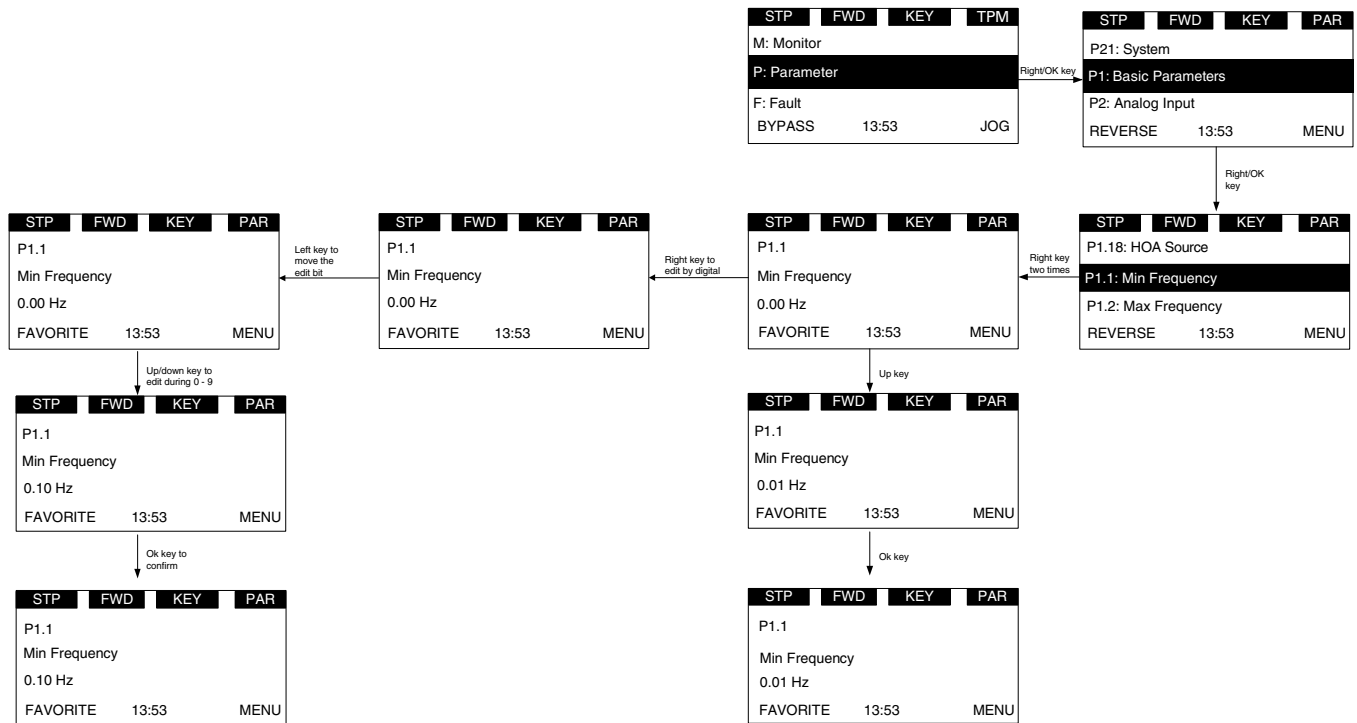 STP FWD KEY TPM
M: Monitor
P: Parameter
F: Fault
BYPASS 13:53 JOG
Right/OK key
STP FWD KEY PAR
P21: System
P1: Basic Parameters
P2: Analog Input
REVERSE 13:53 MENU
Right/OK
key
STP FWD KEY PAR
P1.18: HOA Source
P1.1: Min Frequency
P1.2: Max Frequency
REVERSE 13:53 MENU
Right key
two times
STP FWD KEY PAR
P1.1
Min Frequency
0.00 Hz
FAVORITE 13:53 MENU
Right key to
edit by digital
STP FWD KEY PAR
P1.1
Min Frequency
0.00 Hz
FAVORITE 13:53 MENU
Left key to
move the
edit bit
STP FWD KEY PAR
P1.1
Min Frequency
0.00 Hz
FAVORITE 13:53 MENU
Up/down key to
edit during 0 - 9
STP FWD KEY PAR
P1.1
Min Frequency
0.10 Hz
FAVORITE 13:53 MENU
Ok key to
confirm
STP FWD KEY PAR
P1.1
Min Frequency
0.10 Hz
FAVORITE 13:53 MENU
Up key
STP FWD KEY PAR
P1.1
Min Frequency
0.01 Hz
FAVORITE 13:53 MENU
Ok key
STP FWD KEY PAR
P1.1
Min Frequency
0.01 Hz
FAVORITE 13:53 MENU